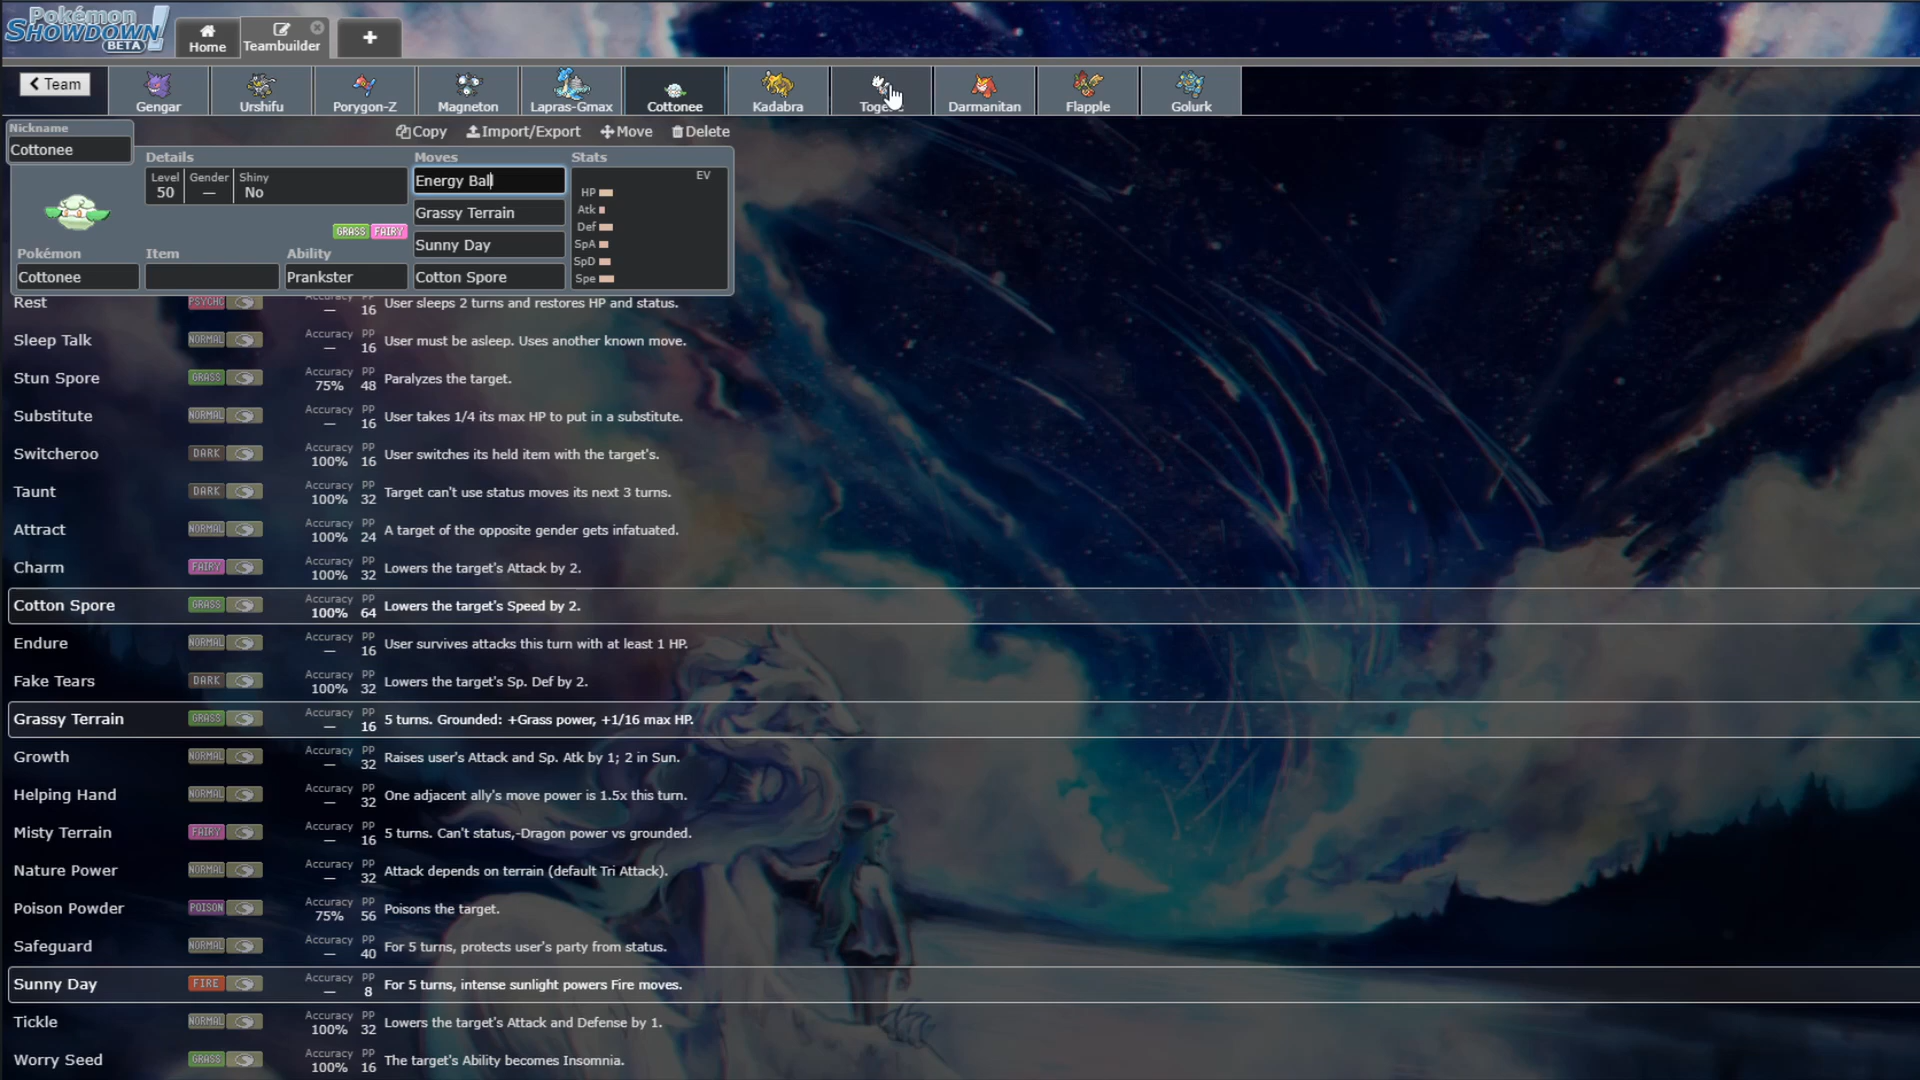 Pokémon
SHOWDOWN!
BETA
Home
Teambuilder
+
Team
Gengar
Urshifu
Porygon-Z
Magneton
Lapras-Gmax
Cottonee
Kadabra
Darmanitan
Flapple
Golurk
Nickname
Cottonee
Copy Import/Export Move Delete
Details
Moves
Stats
Level Gender Shiny
50 — No
GRASS FAIRY
Pokémon
Cottonee
Item
Ability
Prankster
Energy Ball
Grassy Terrain
Sunny Day
Cotton Spore
EV
HP
Atk
Def
SpA
SpD
Spe
Rest PSYCHC Accuracy — PP 16 User sleeps 2 turns and restores HP and status.
Sleep Talk NORMAL Accuracy — PP 16 User must be asleep. Uses another known move.
Stun Spore GRASS Accuracy 75% PP 48 Paralyzes the target.
Substitute NORMAL Accuracy — PP 16 User takes 1/4 its max HP to put in a substitute.
Switcheroo DARK Accuracy 100% PP 16 User switches its held item with the target's.
Taunt DARK Accuracy 100% PP 32 Target can't use status moves its next 3 turns.
Attract NORMAL Accuracy 100% PP 24 A target of the opposite gender gets infatuated.
Charm FAIRY Accuracy 100% PP 32 Lowers the target's Attack by 2.
Cotton Spore GRASS Accuracy 100% PP 64 Lowers the target's Speed by 2.
Endure NORMAL Accuracy — PP 16 User survives attacks this turn with at least 1 HP.
Fake Tears DARK Accuracy 100% PP 32 Lowers the target's Sp. Def by 2.
Grassy Terrain GRASS Accuracy — PP 16 5 turns. Grounded: +Grass power, +1/16 max HP.
Growth NORMAL Accuracy — PP 32 Raises user's Attack and Sp. Atk by 1; 2 in Sun.
Helping Hand NORMAL Accuracy — PP 32 One adjacent ally's move power is 1.5x this turn.
Misty Terrain FAIRY Accuracy — PP 16 5 turns. Can't status,-Dragon power vs grounded.
Nature Power NORMAL Accuracy — PP 32 Attack depends on terrain (default Tri Attack).
Poison Powder POISON Accuracy 75% PP 56 Poisons the target.
Safeguard NORMAL Accuracy — PP 40 For 5 turns, protects user's party from status.
Sunny Day FIRE Accuracy — PP 8 For 5 turns, intense sunlight powers Fire moves.
Tickle NORMAL Accuracy 100% PP 32 Lowers the target's Attack and Defense by 1.
Worry Seed GRASS Accuracy 100% PP 16 The target's Ability becomes Insomnia.